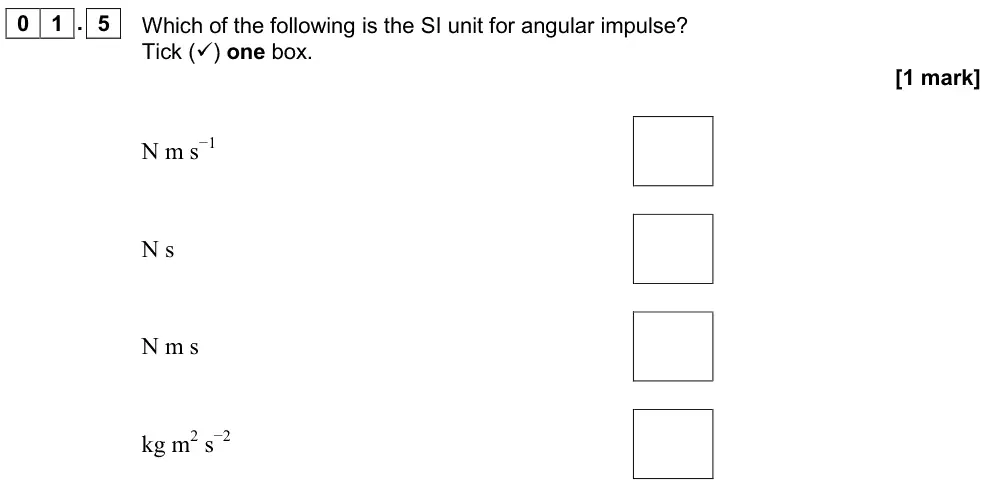 0 1 . 5 Which of the following is the SI unit for angular impulse?
Tick (✓) one box.
[1 mark]
N m s⁻¹
N s
N m s
kg m² s⁻²